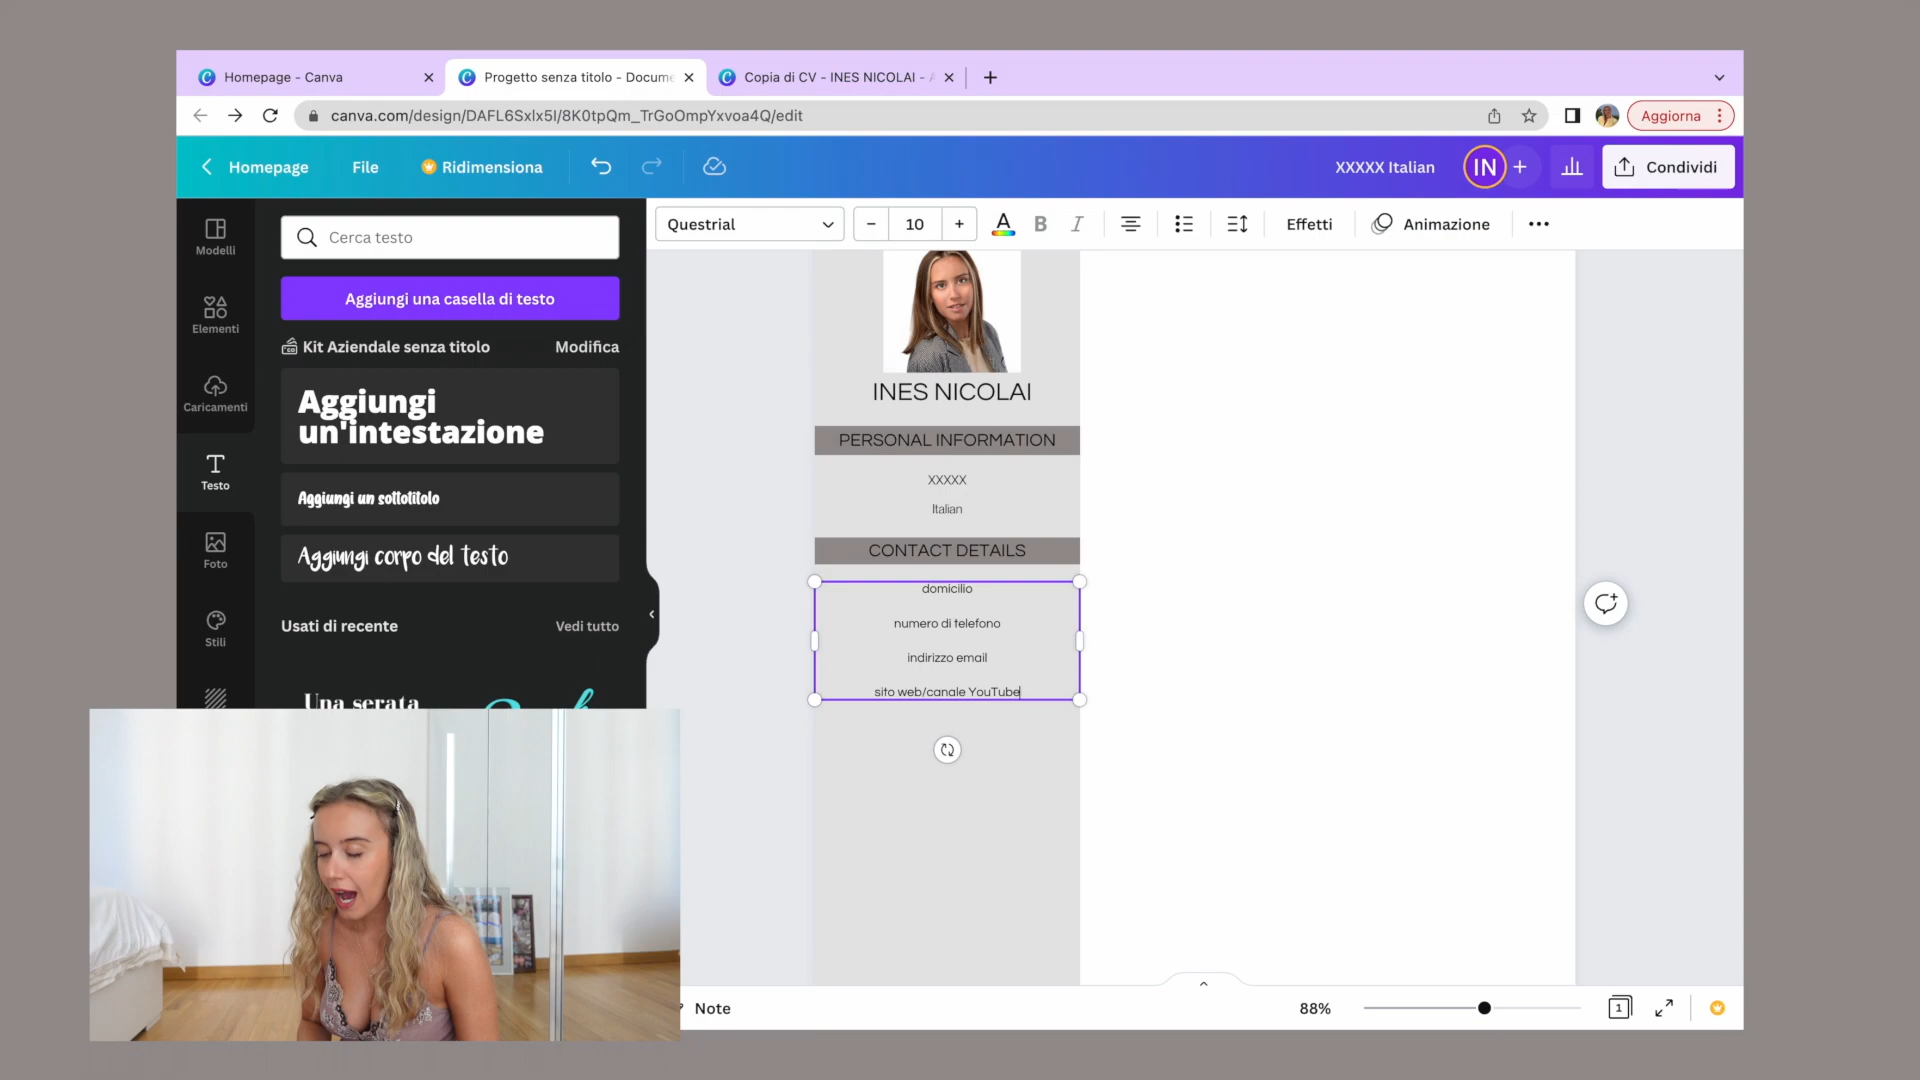 Homepage - Canva
Progetto senza titolo - Docume
Copia di CV - INES NICOLAI - A
canva.com/design/DAFL6Sxlx5I/8K0tpQm_TrGoOmpYxvoa4Q/edit
Aggiorna
Homepage
File
Ridimensiona
XXXXX Italian
IN
Condividi
Modelli
Elementi
Caricamenti
Testo
Foto
Stili
Cerca testo
Aggiungi una casella di testo
Kit Aziendale senza titolo
Modifica
Aggiungi
un'intestazione
Aggiungi un sottotitolo
Aggiungi corpo del testo
Usati di recente
Vedi tutto
Una serata
Questrial
10
A
B
I
Effetti
Animazione
INES NICOLAI
PERSONAL INFORMATION
XXXXX
Italian
CONTACT DETAILS
domicilio
numero di telefono
indirizzo email
sito web/canale YouTube
Note
88%
1